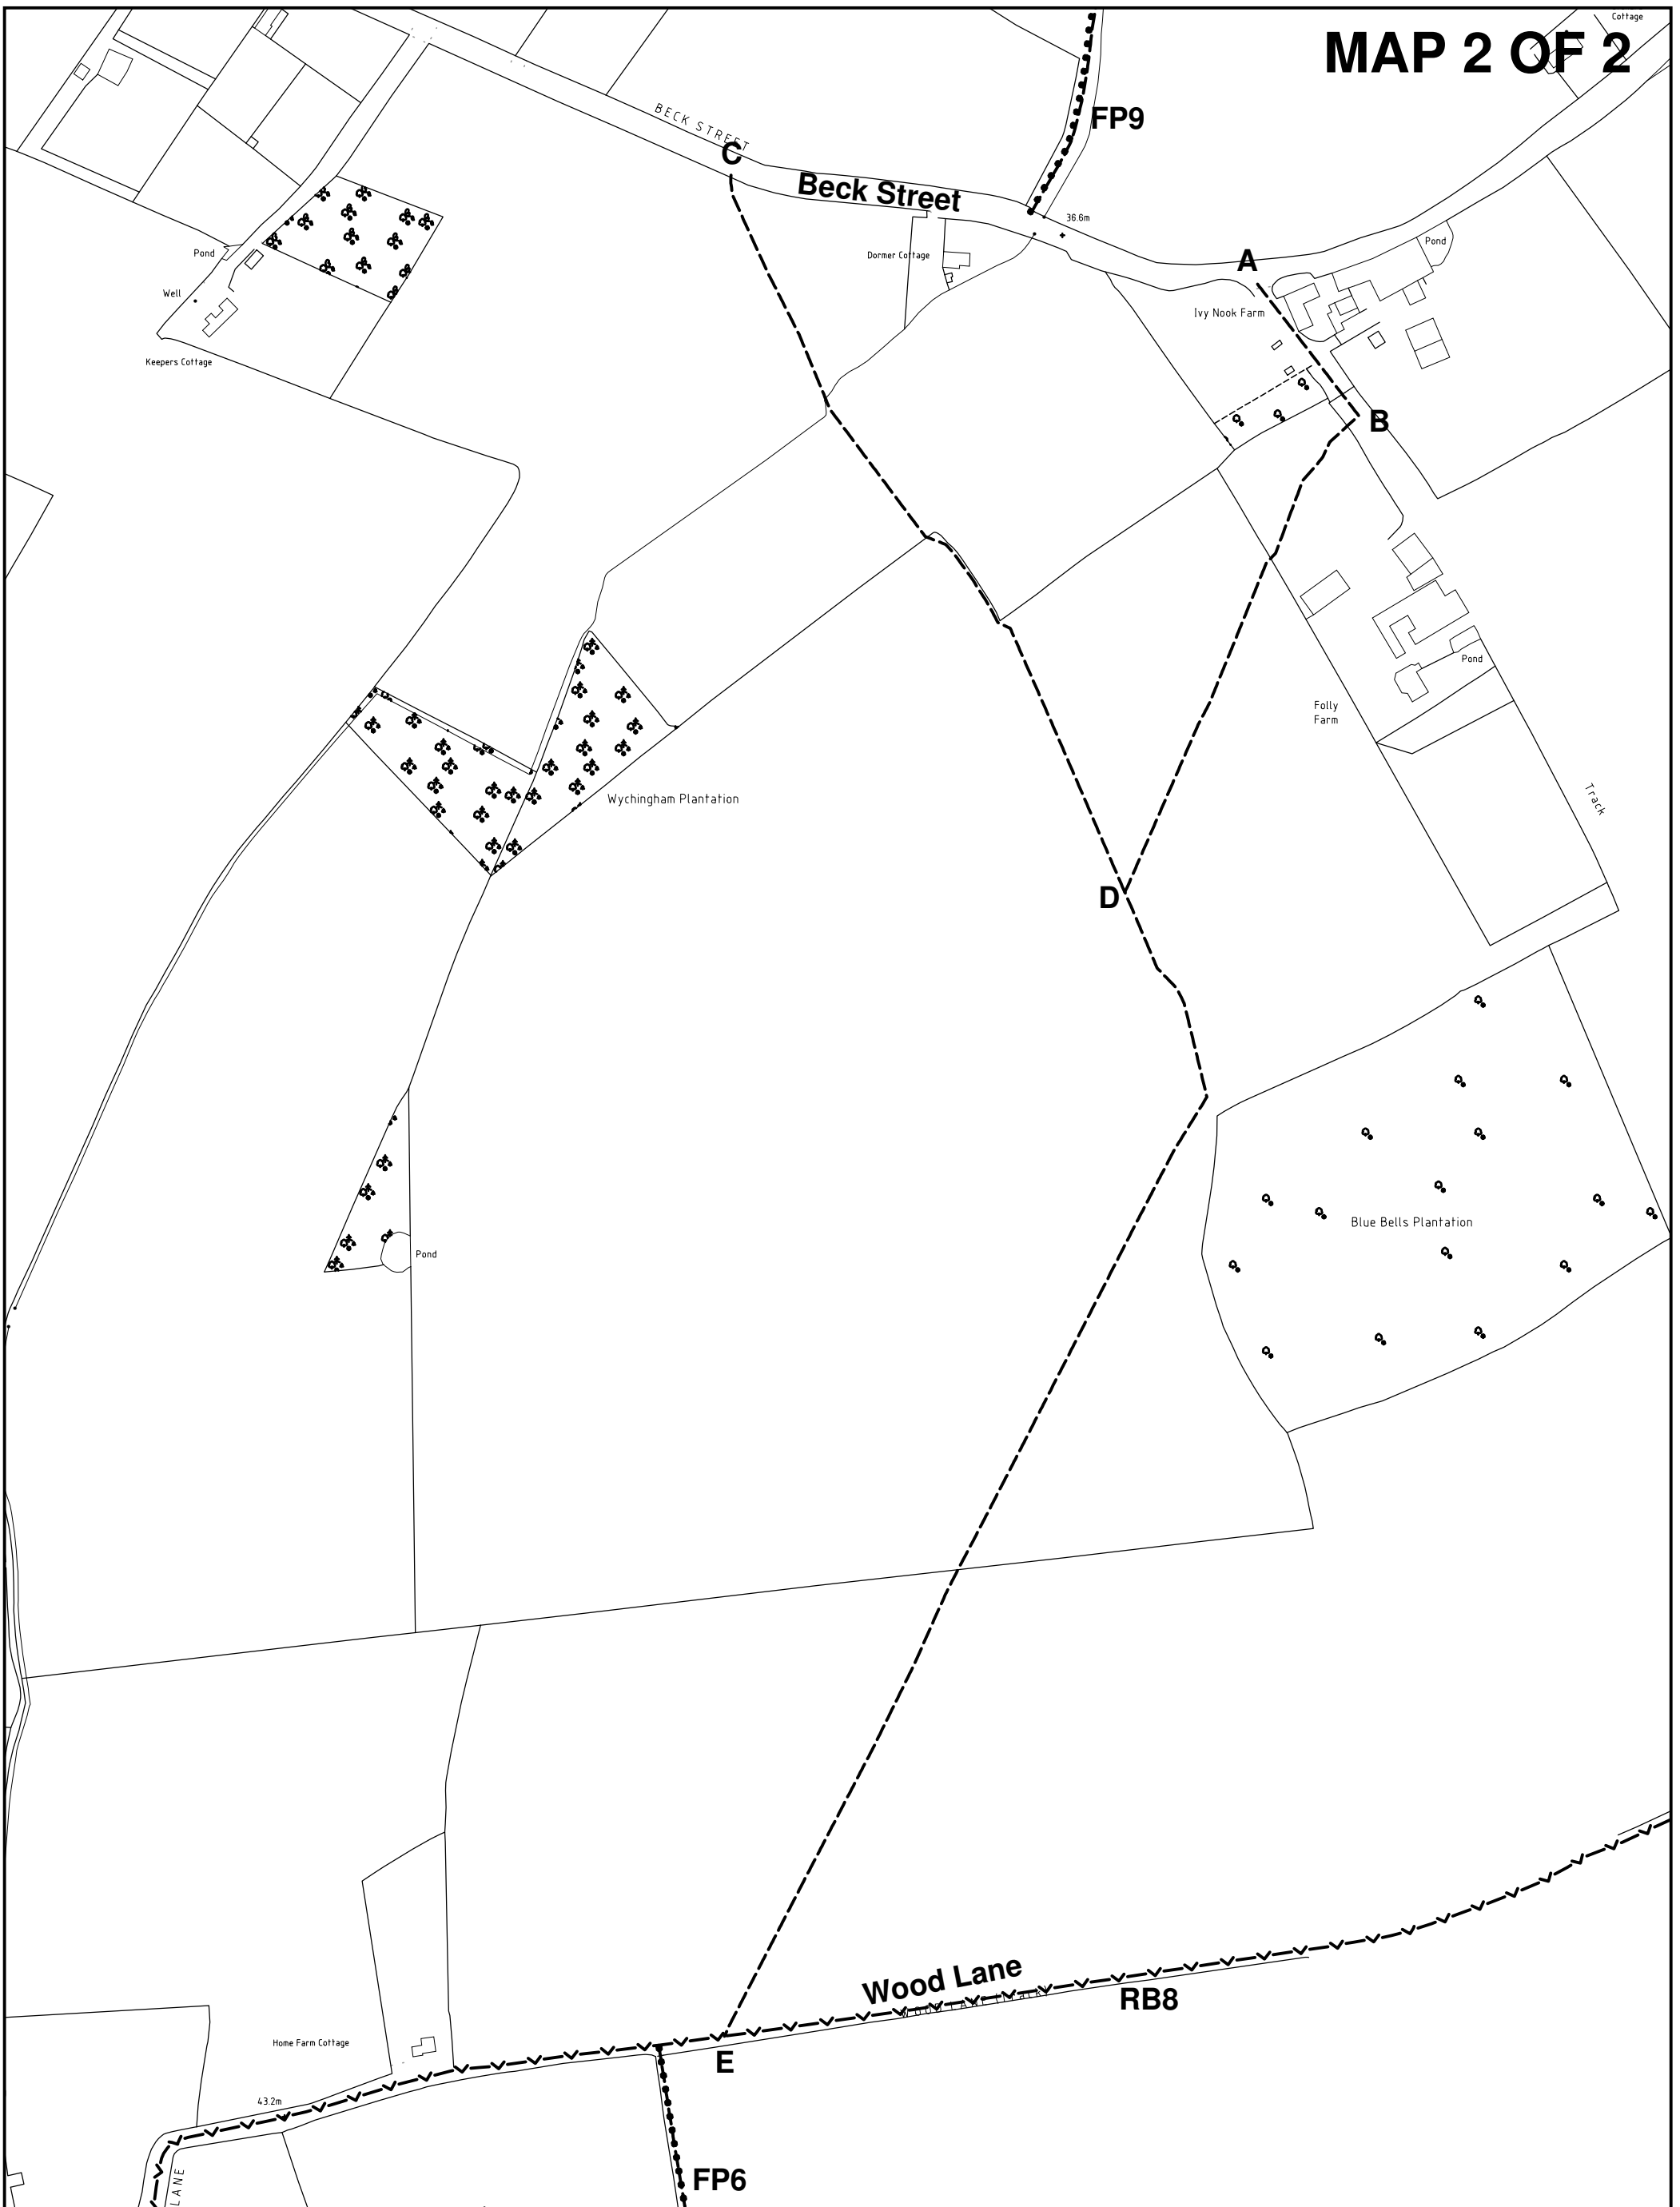 Cottage
MAP 2 OF 2
FP9
BECK STREET
C
Beck Street
36.6m
Pond
Dormer Cottage
A
Pond
Well
Ivy Nook Farm
Keepers Cottage
B
Pond
Folly
Farm
Wychingham Plantation
Track
D
Blue Bells Plantation
Pond
Wood Lane
RB8
Home Farm Cottage
E
43.2m
LANE
FP6